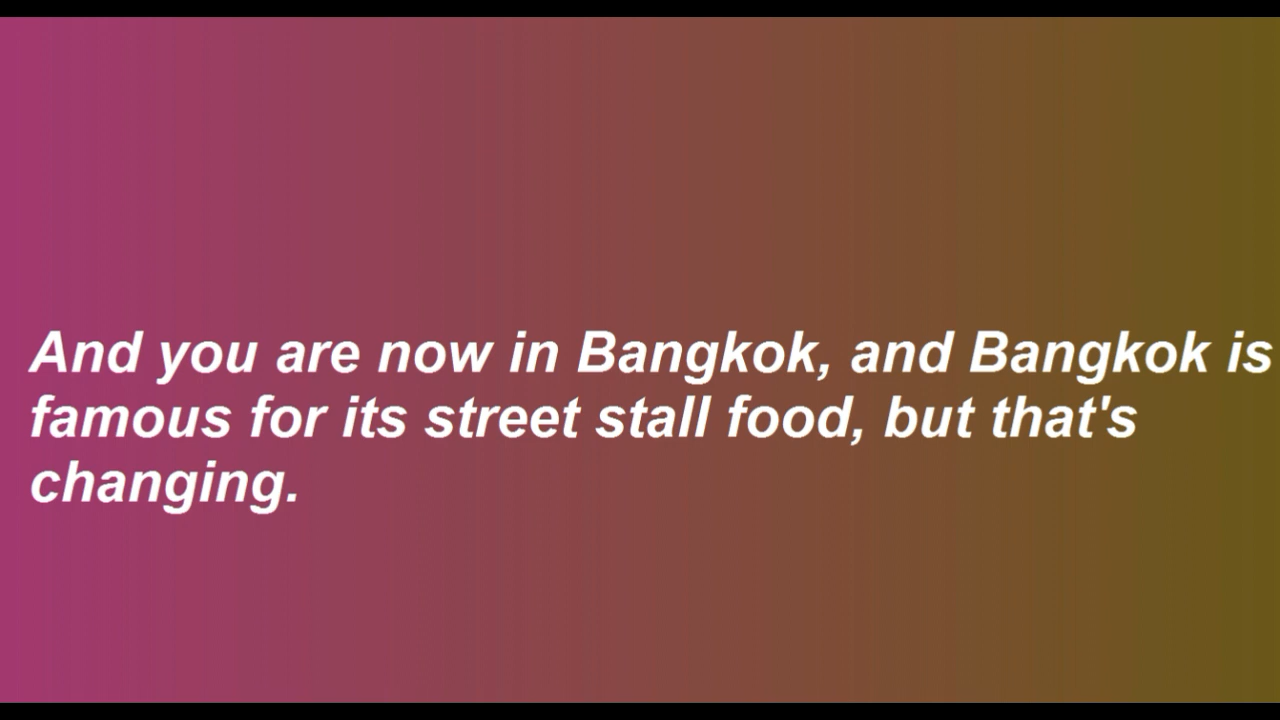 And you are now in Bangkok, and Bangkok is
famous for its street stall food, but that's
changing.